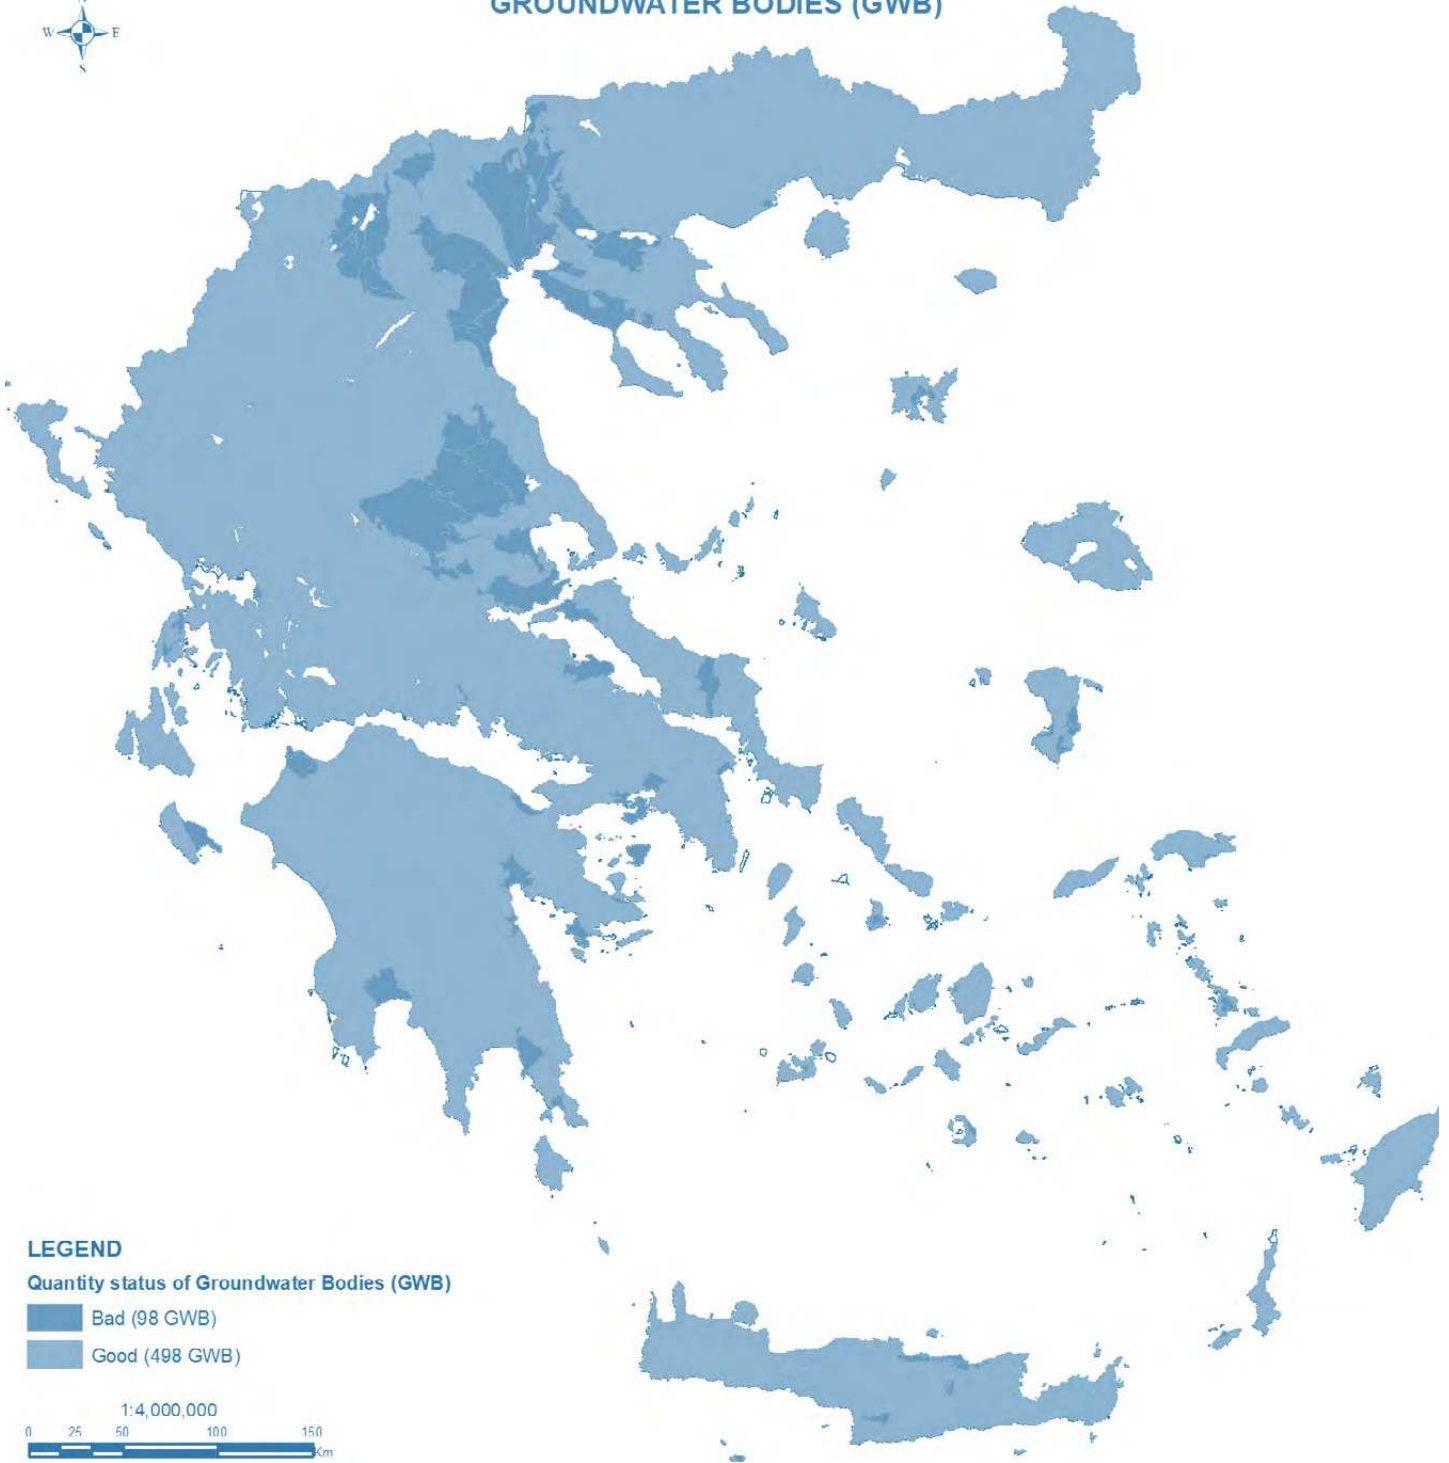 GROUNDWATER BODIES (GWB)
W E
S
LEGEND
Quantity status of Groundwater Bodies (GWB)
Bad (98 GWB)
Good (498 GWB)
1:4,000,000
0 25 50 100 150
Km